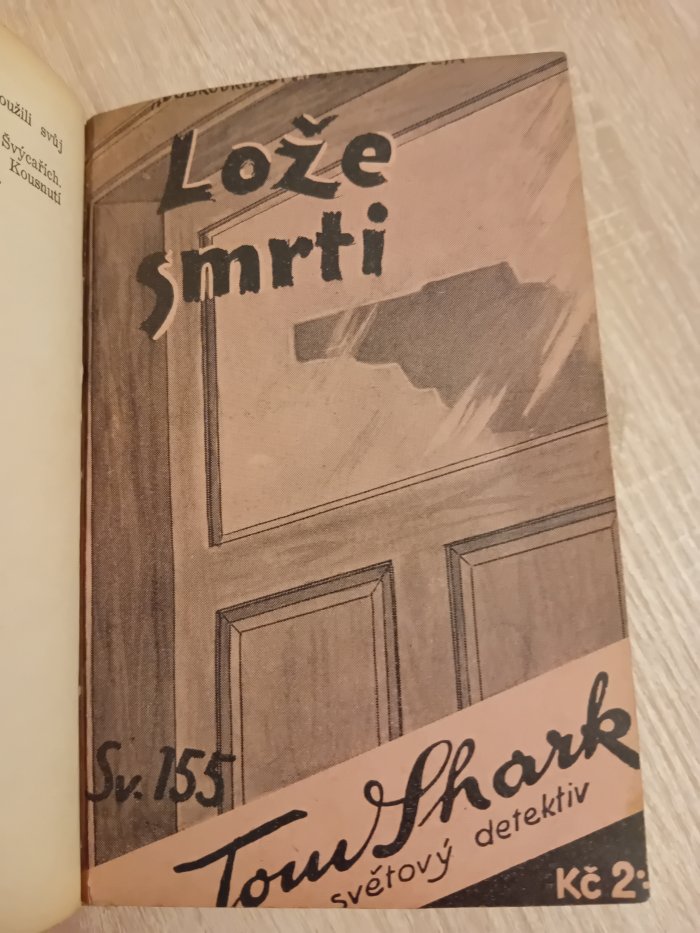 oužili svůj
Švýcařích.
Kousnutí
Lože
smrti
Sv. 155
Tom Shark
světový detektiv
Kč 2·-